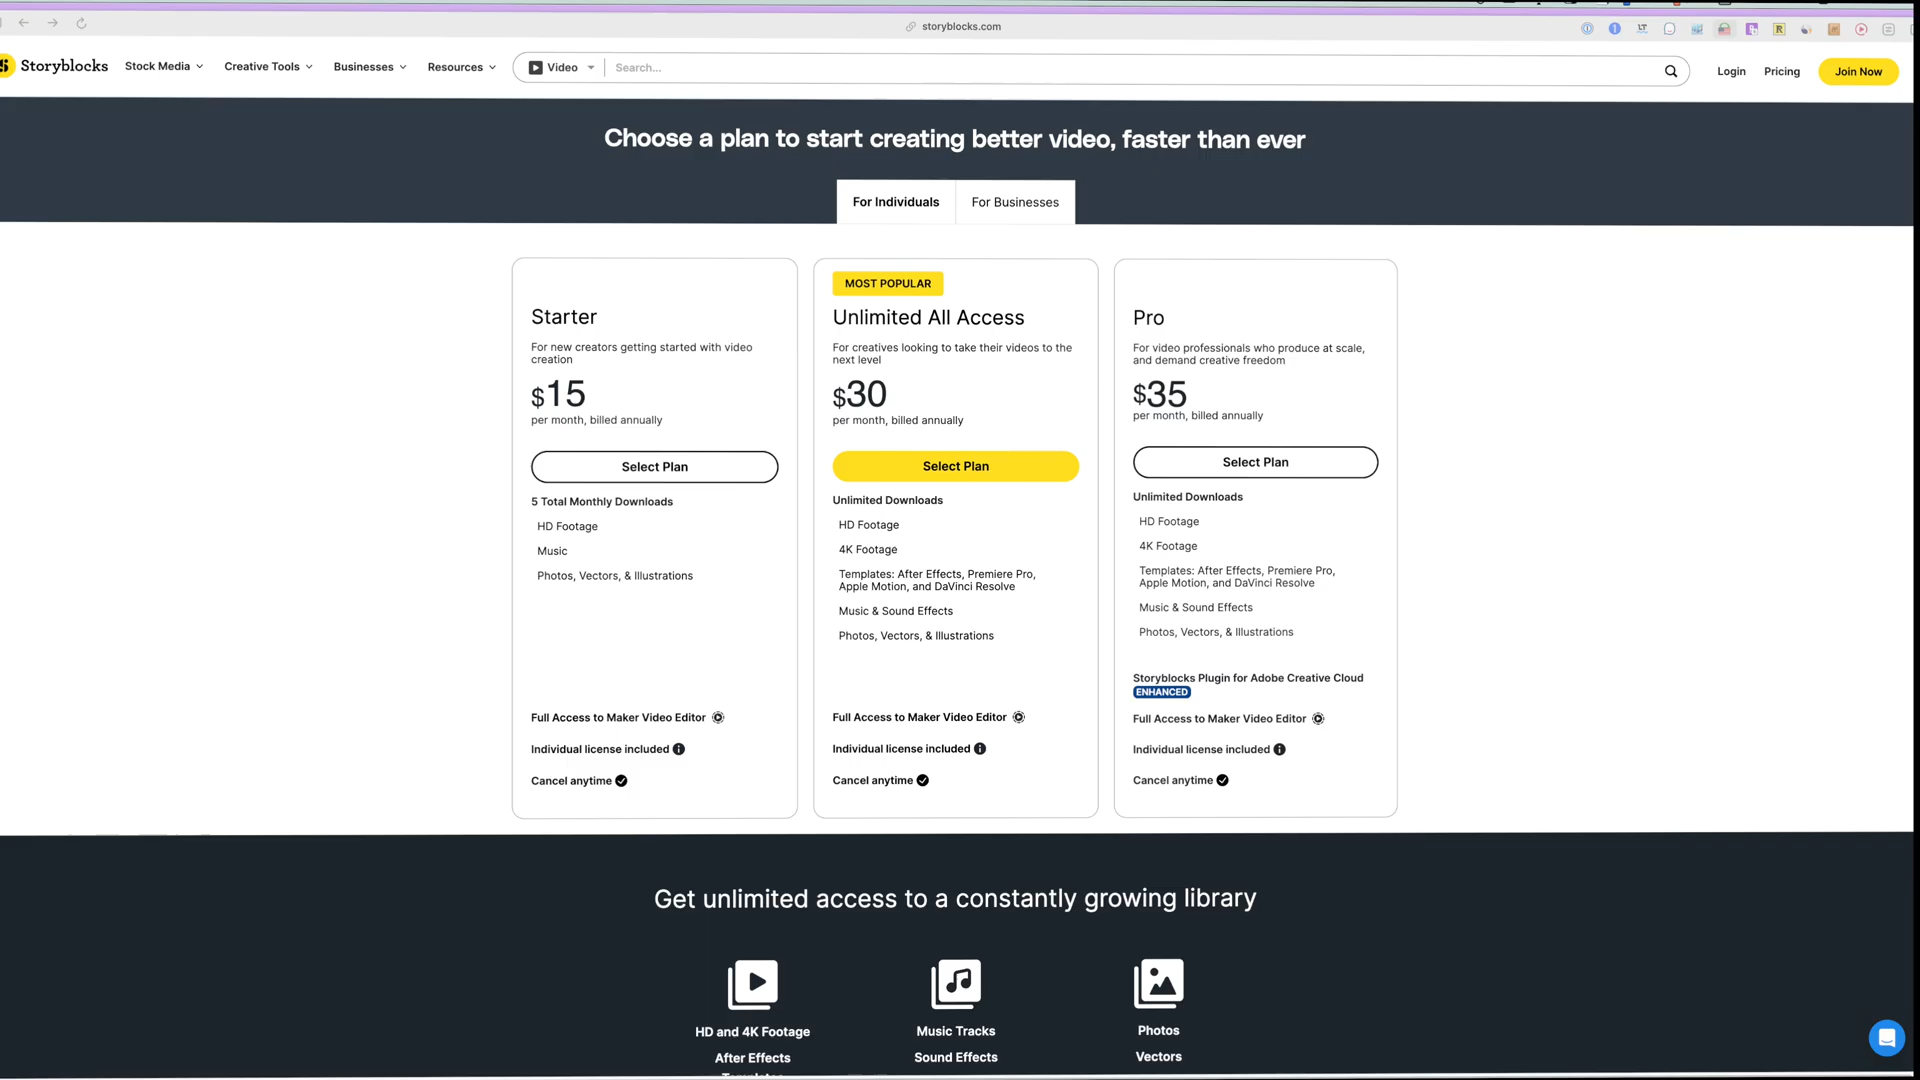 storyblocks.com
Storyblocks
Stock Media
Creative Tools
Businesses
Resources
Video
Search...
Login
Pricing
Join Now
Choose a plan to start creating better video, faster than ever
For Individuals
For Businesses
Starter
For new creators getting started with video
creation
$15
per month, billed annually
Select Plan
5 Total Monthly Downloads
HD Footage
Music
Photos, Vectors, & Illustrations
Full Access to Maker Video Editor
Individual license included
Cancel anytime
MOST POPULAR
Unlimited All Access
For creatives looking to take their videos to the
next level
$30
per month, billed annually
Select Plan
Unlimited Downloads
HD Footage
4K Footage
Templates: After Effects, Premiere Pro,
Apple Motion, and DaVinci Resolve
Music & Sound Effects
Photos, Vectors, & Illustrations
Full Access to Maker Video Editor
Individual license included
Cancel anytime
Pro
For video professionals who produce at scale,
and demand creative freedom
$35
per month, billed annually
Select Plan
Unlimited Downloads
HD Footage
4K Footage
Templates: After Effects, Premiere Pro,
Apple Motion, and DaVinci Resolve
Music & Sound Effects
Photos, Vectors, & Illustrations
Storyblocks Plugin for Adobe Creative Cloud
ENHANCED
Full Access to Maker Video Editor
Individual license included
Cancel anytime
Get unlimited access to a constantly growing library
HD and 4K Footage
After Effects
Music Tracks
Sound Effects
Photos
Vectors